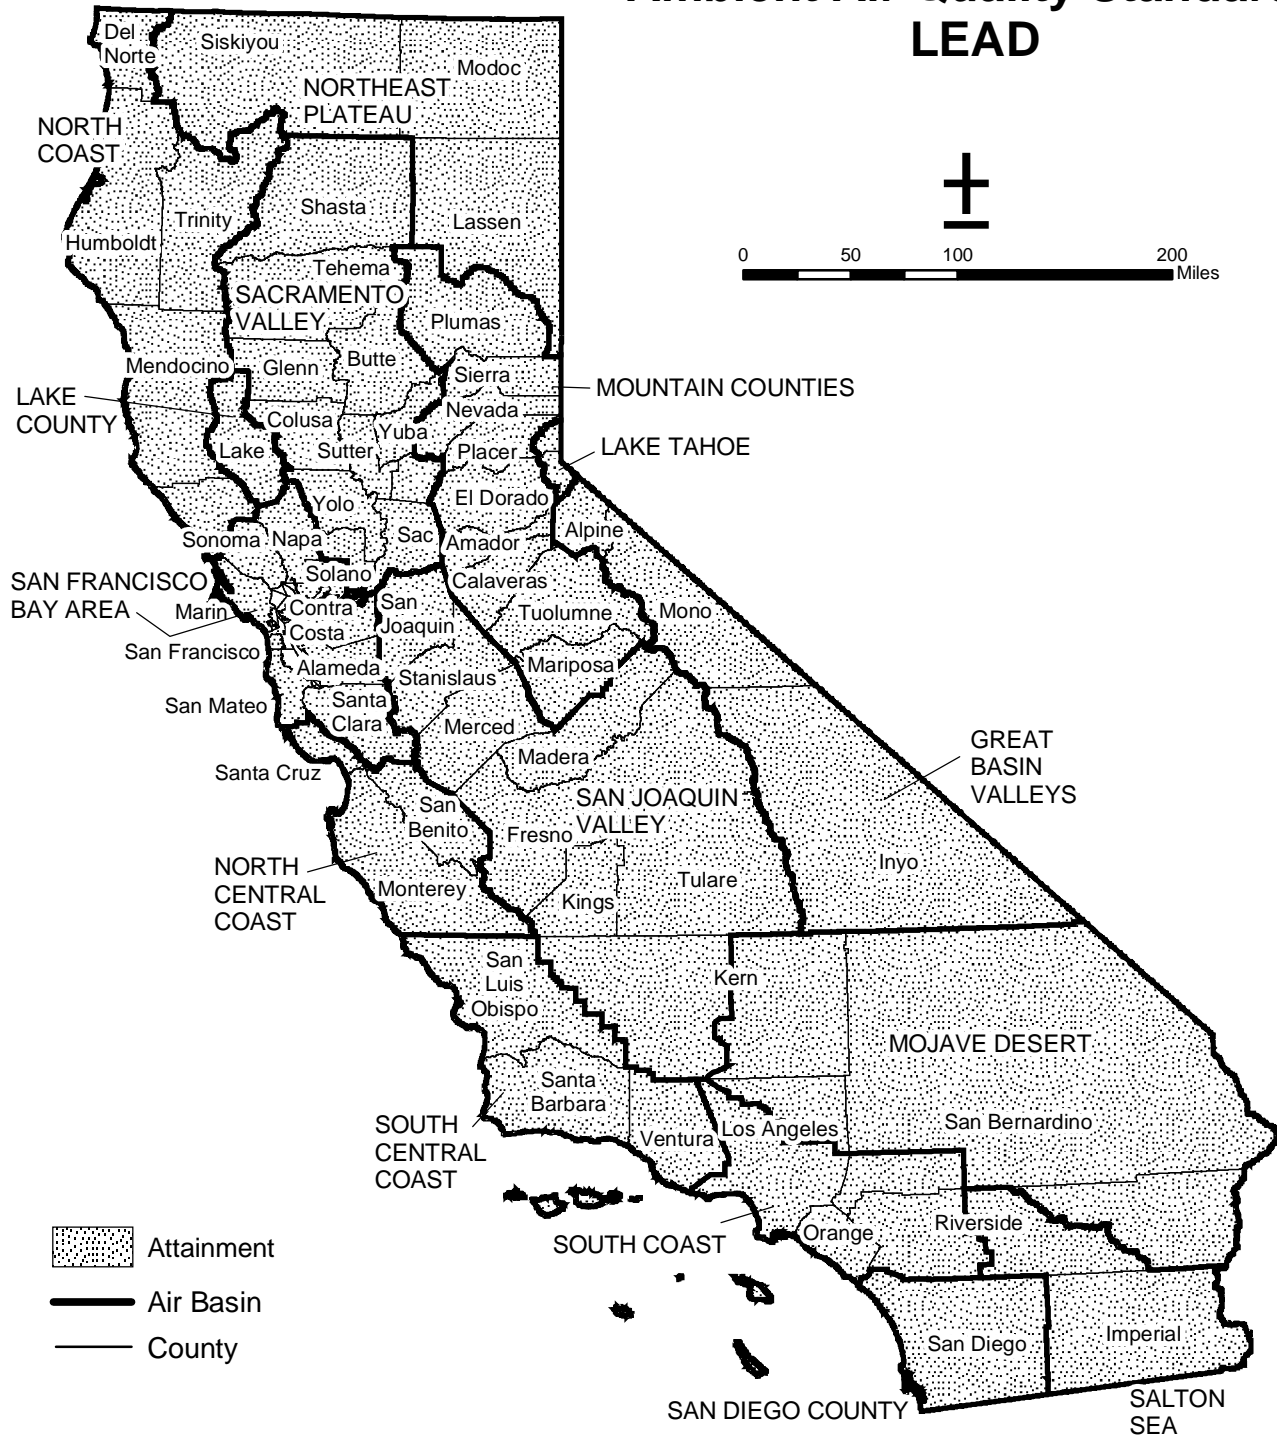 LEAD
Del
Norte
Siskiyou
Modoc
NORTHEAST
PLATEAU
NORTH
COAST
Trinity
Shasta
Lassen
Humboldt
Tehema
SACRAMENTO
VALLEY
0 50 100 200
Miles
Plumas
Mendocino
Glenn
Butte
Sierra
MOUNTAIN COUNTIES
LAKE
COUNTY
Colusa
Nevada
Yuba
Lake
Sutter
Placer
LAKE TAHOE
Yolo
El Dorado
Sonoma
Napa
Sac
Amador
Alpine
Solano
Calaveras
SAN FRANCISCO
BAY AREA
Marin
Contra
Costa
San
Joaquin
Tuolumne
Mono
San Francisco
Alameda
Stanislaus
Mariposa
San Mateo
Santa
Clara
Merced
Madera
Santa Cruz
GREAT
BASIN
VALLEYS
San
Benito
Fresno
SAN JOAQUIN
VALLEY
NORTH
CENTRAL
COAST
Monterey
Kings
Tulare
Inyo
San
Luis
Obispo
Kern
MOJAVE DESERT
Santa
Barbara
Ventura
Los Angeles
San Bernardino
SOUTH
CENTRAL
COAST
Orange
Riverside
SOUTH COAST
Attainment
Air Basin
County
San Diego
Imperial
SAN DIEGO COUNTY
SALTON
SEA